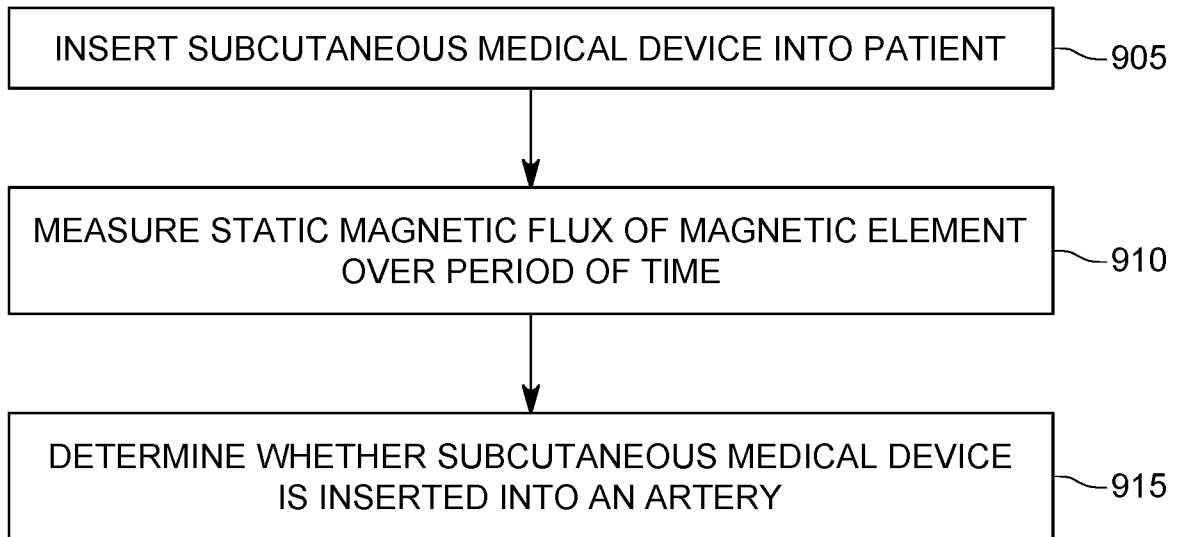 INSERT SUBCUTANEOUS MEDICAL DEVICE INTO PATIENT
905
MEASURE STATIC MAGNETIC FLUX OF MAGNETIC ELEMENT
OVER PERIOD OF TIME
910
DETERMINE WHETHER SUBCUTANEOUS MEDICAL DEVICE
IS INSERTED INTO AN ARTERY
915